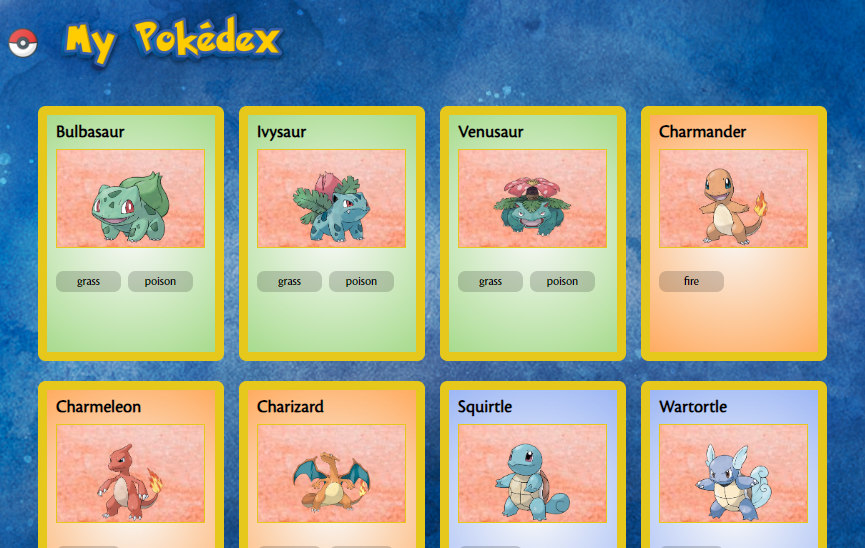 My Pokédex
Bulbasaur
Ivysaur
Venusaur
Charmander
grass poison
grass poison
grass poison
fire
Charmeleon
Charizard
Squirtle
Wartortle